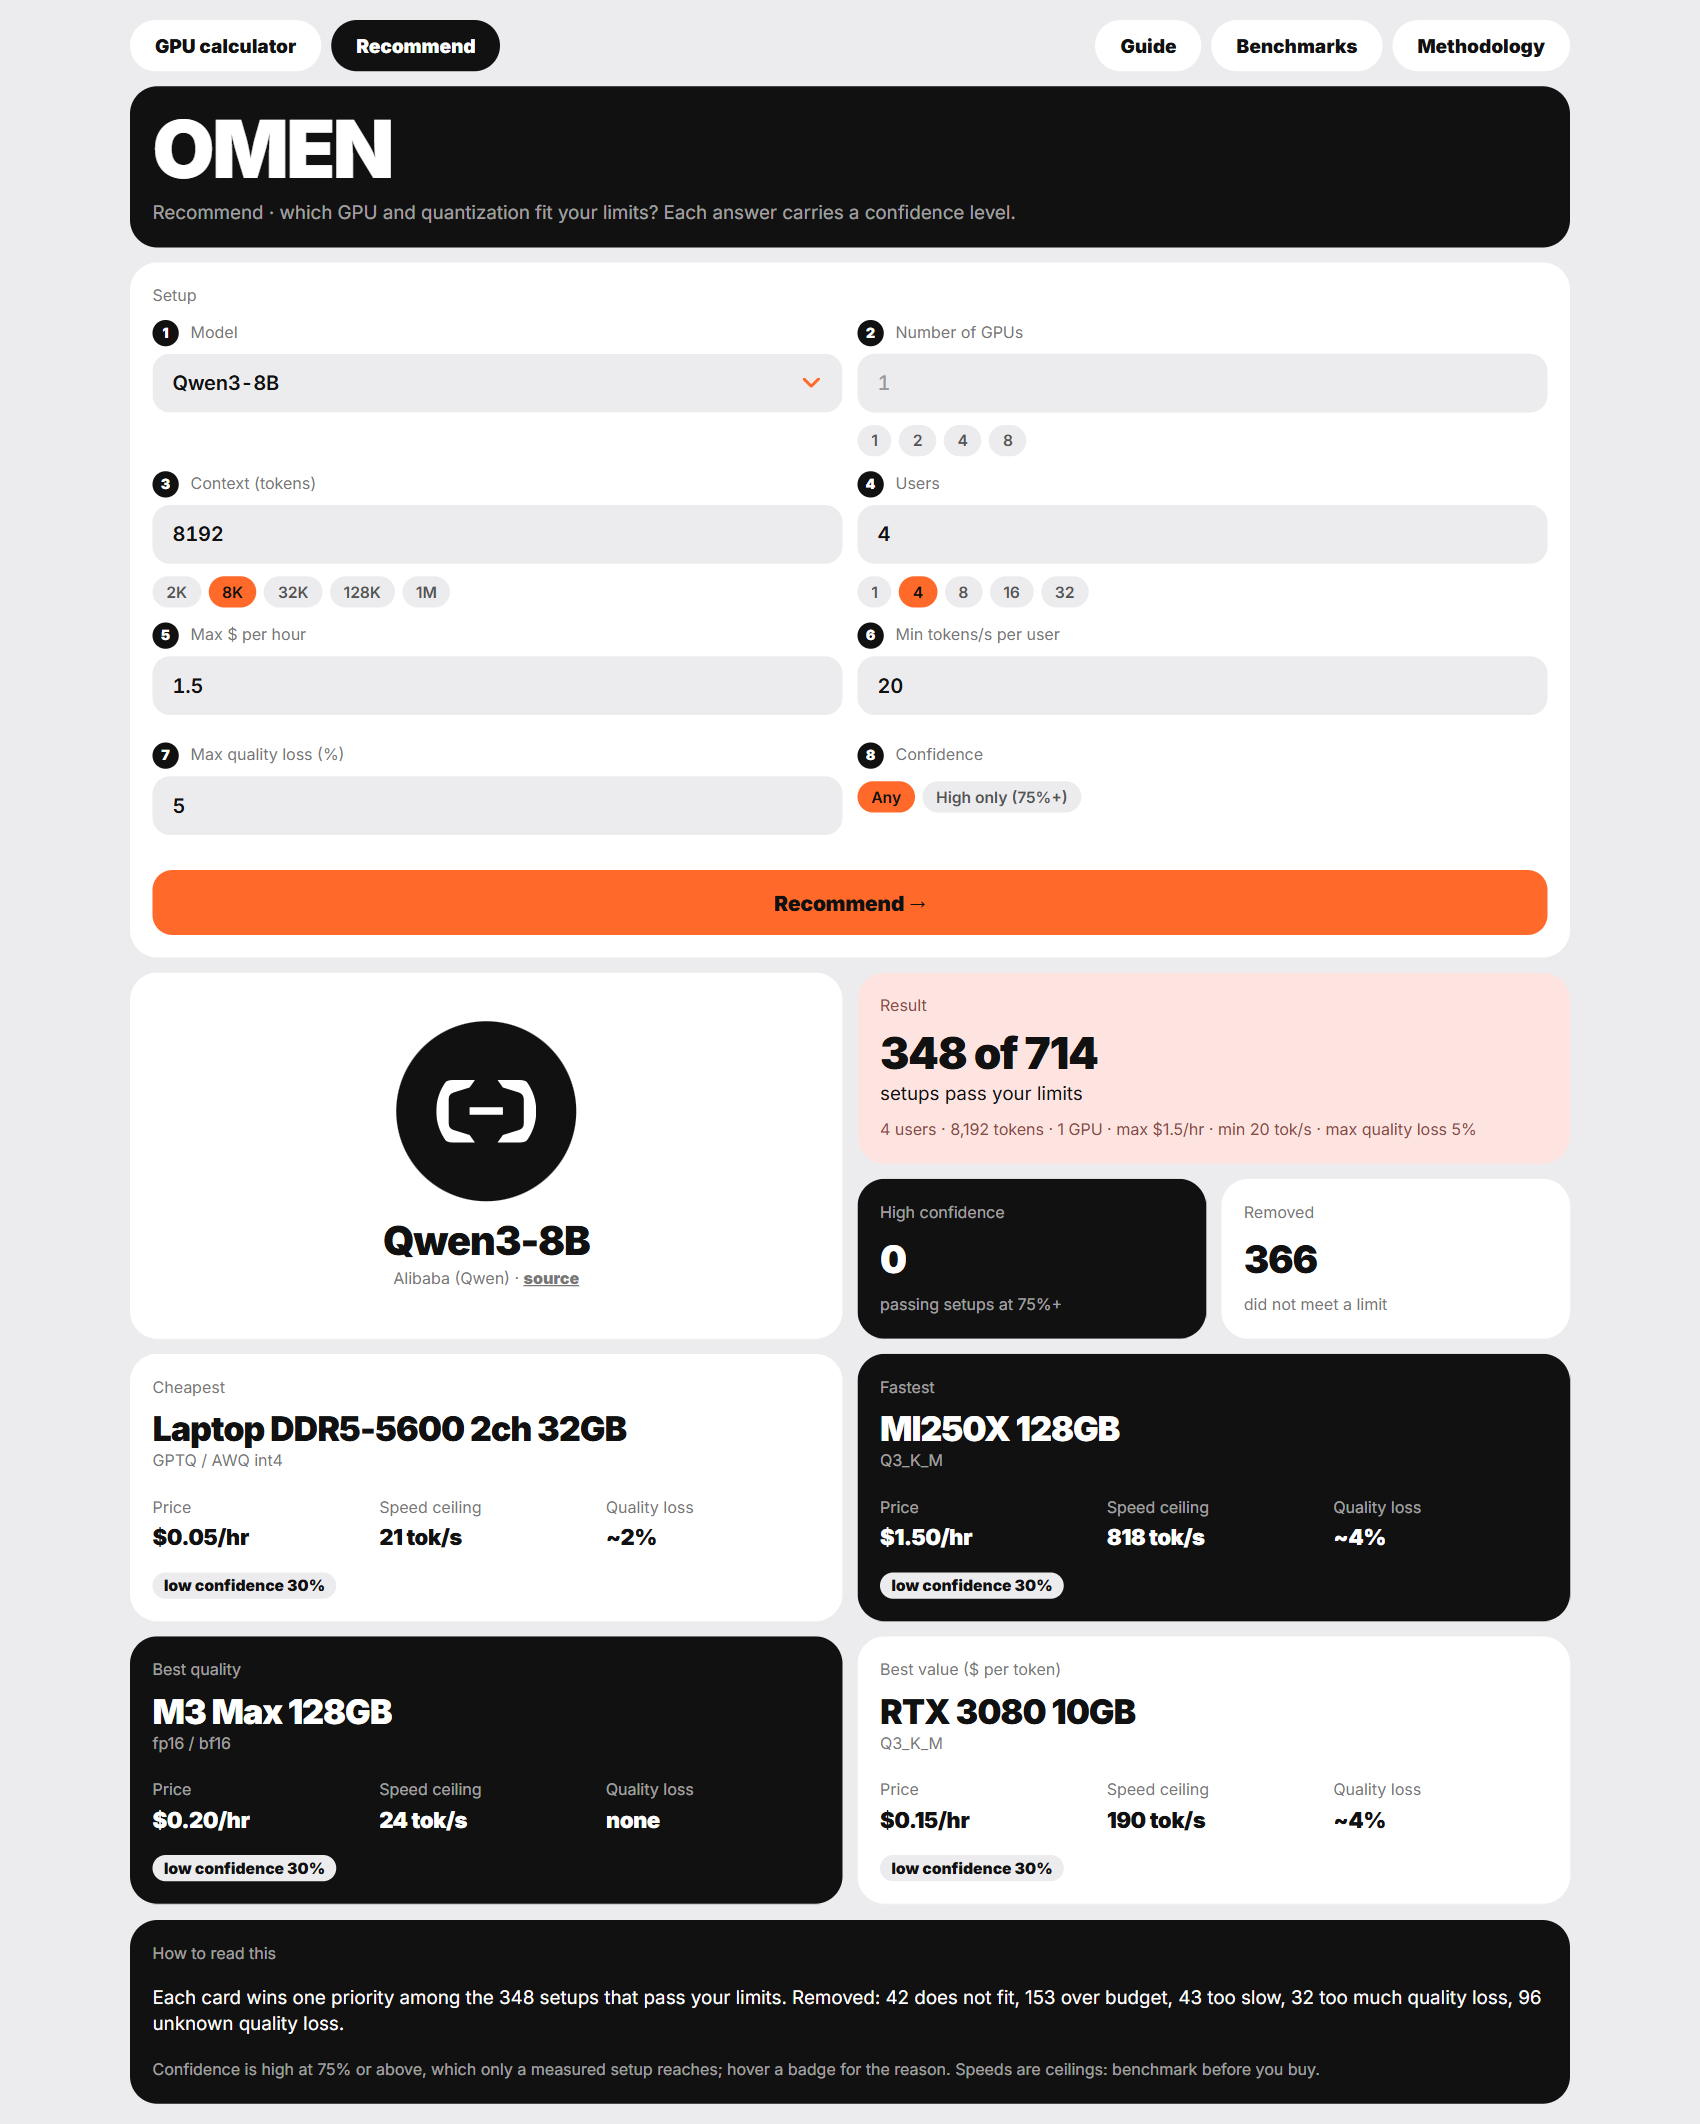 GPU calculator
Recommend
Guide
Benchmarks
Methodology
OMEN
Recommend · which GPU and quantization fit your limits? Each answer carries a confidence level.
Setup
1 Model
Qwen3-8B
2 Number of GPUs
1
1 2 4 8
3 Context (tokens)
8192
2K 8K 32K 128K 1M
4 Users
4
1 4 8 16 32
5 Max $ per hour
1.5
6 Min tokens/s per user
20
7 Max quality loss (%)
5
8 Confidence
Any High only (75%+)
Recommend →
Qwen3-8B
Alibaba (Qwen) · source
Result
348 of 714
setups pass your limits
4 users · 8,192 tokens · 1 GPU · max $1.5/hr · min 20 tok/s · max quality loss 5%
High confidence
0
passing setups at 75%+
Removed
366
did not meet a limit
Cheapest
Laptop DDR5-5600 2ch 32GB
GPTQ / AWQ int4
Price Speed ceiling Quality loss
$0.05/hr 21 tok/s ~2%
low confidence 30%
Fastest
MI250X 128GB
Q3_K_M
Price Speed ceiling Quality loss
$1.50/hr 818 tok/s ~4%
low confidence 30%
Best quality
M3 Max 128GB
fp16 / bf16
Price Speed ceiling Quality loss
$0.20/hr 24 tok/s none
low confidence 30%
Best value ($ per token)
RTX 3080 10GB
Q3_K_M
Price Speed ceiling Quality loss
$0.15/hr 190 tok/s ~4%
low confidence 30%
How to read this
Each card wins one priority among the 348 setups that pass your limits. Removed: 42 does not fit, 153 over budget, 43 too slow, 32 too much quality loss, 96
unknown quality loss.
Confidence is high at 75% or above, which only a measured setup reaches; hover a badge for the reason. Speeds are ceilings: benchmark before you buy.